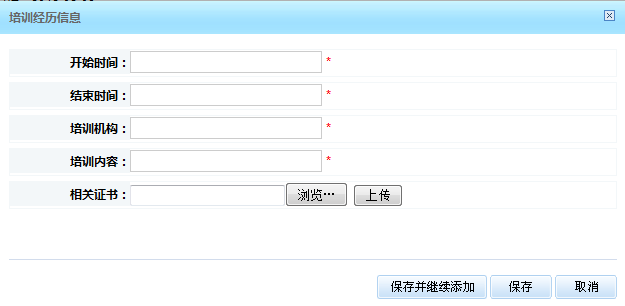 培训经历信息
开始时间： *
结束时间： *
培训机构： *
培训内容： *
相关证书： 浏览… 上传
保存并继续添加 保存 取消